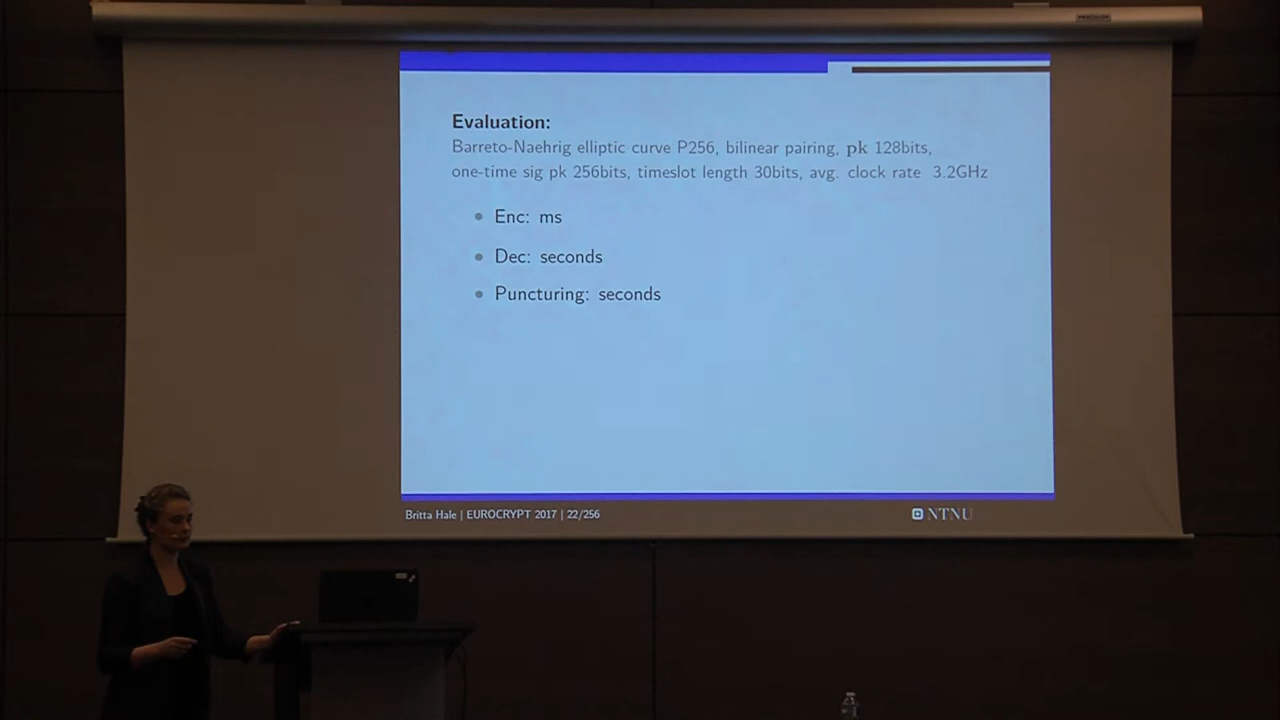 Evaluation:
Barreto-Naehrig elliptic curve P256, bilinear pairing, pk 128bits,
one-time sig pk 256bits, timeslot length 30bits, avg. clock rate 3.2GHz
Enc: ms
Dec: seconds
Puncturing: seconds
Britta Hale | EUROCRYPT 2017 | 22/256
NTNU